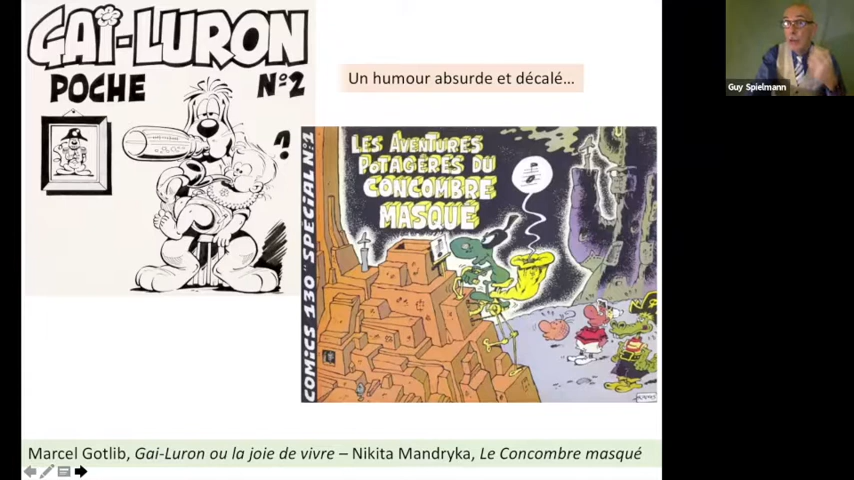 GAI-LURON
POCHE N°2
?
Un humour absurde et décalé...
COMICS 130 SPÉCIAL N°1
LES AVENTURES
POTAGÈRES DU
CONCOMBRE
MASQUÉ
Guy Spielmann
Marcel Gotlib, Gai-Luron ou la joie de vivre – Nikita Mandryka, Le Concombre masqué